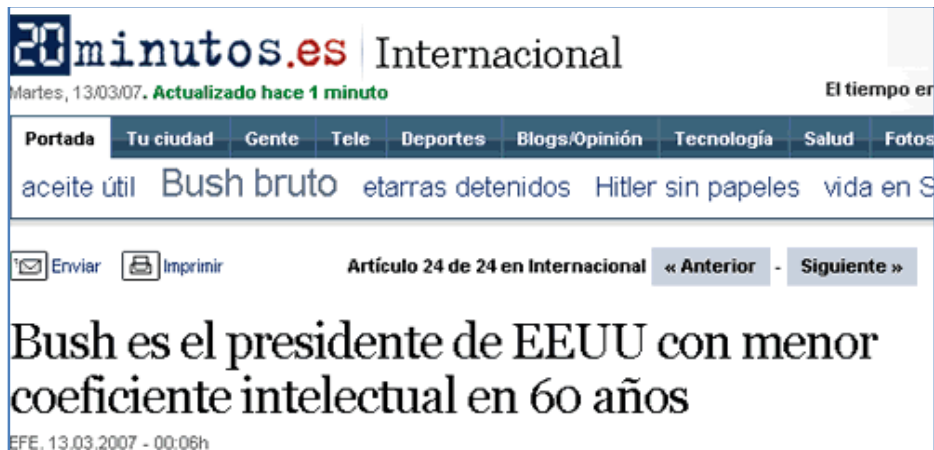 20minutos.es Internacional
Martes, 13/03/07. Actualizado hace 1 minuto
El tiempo en
Portada Tu ciudad Gente Tele Deportes Blogs/Opinión Tecnología Salud Fotos
aceite útil Bush bruto etarras detenidos Hitler sin papeles vida en S
Enviar Imprimir Artículo 24 de 24 en Internacional « Anterior - Siguiente »
Bush es el presidente de EEUU con menor
coeficiente intelectual en 60 años
EFE. 13.03.2007 - 00:06h